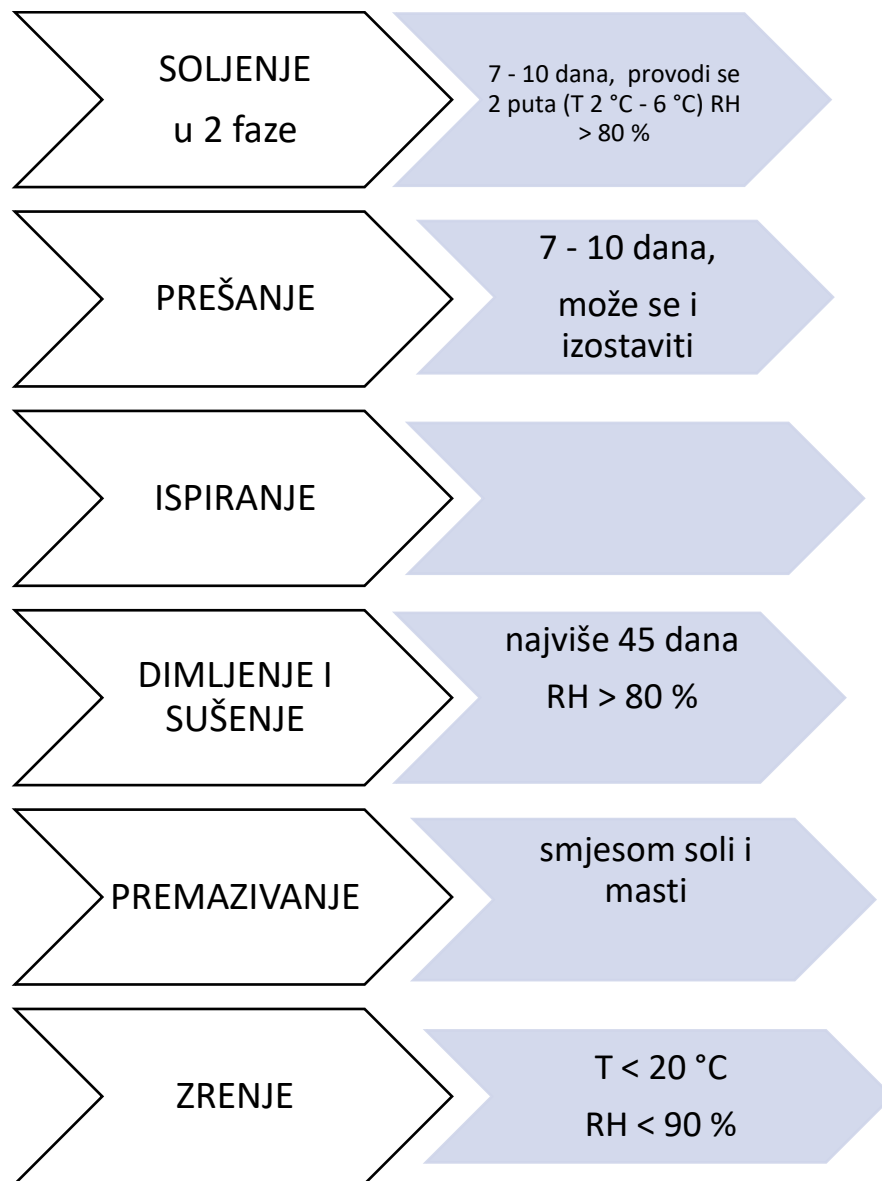 SOLJENJE
u 2 faze
7 - 10 dana, provodi se
2 puta (T 2 °C - 6 °C) RH
> 80 %
PREŠANJE
7 - 10 dana,
može se i
izostaviti
ISPIRANJE
DIMLJENJE I
SUŠENJE
najviše 45 dana
RH > 80 %
PREMAZIVANJE
smjesom soli i
masti
ZRENJE
T < 20 °C
RH < 90 %